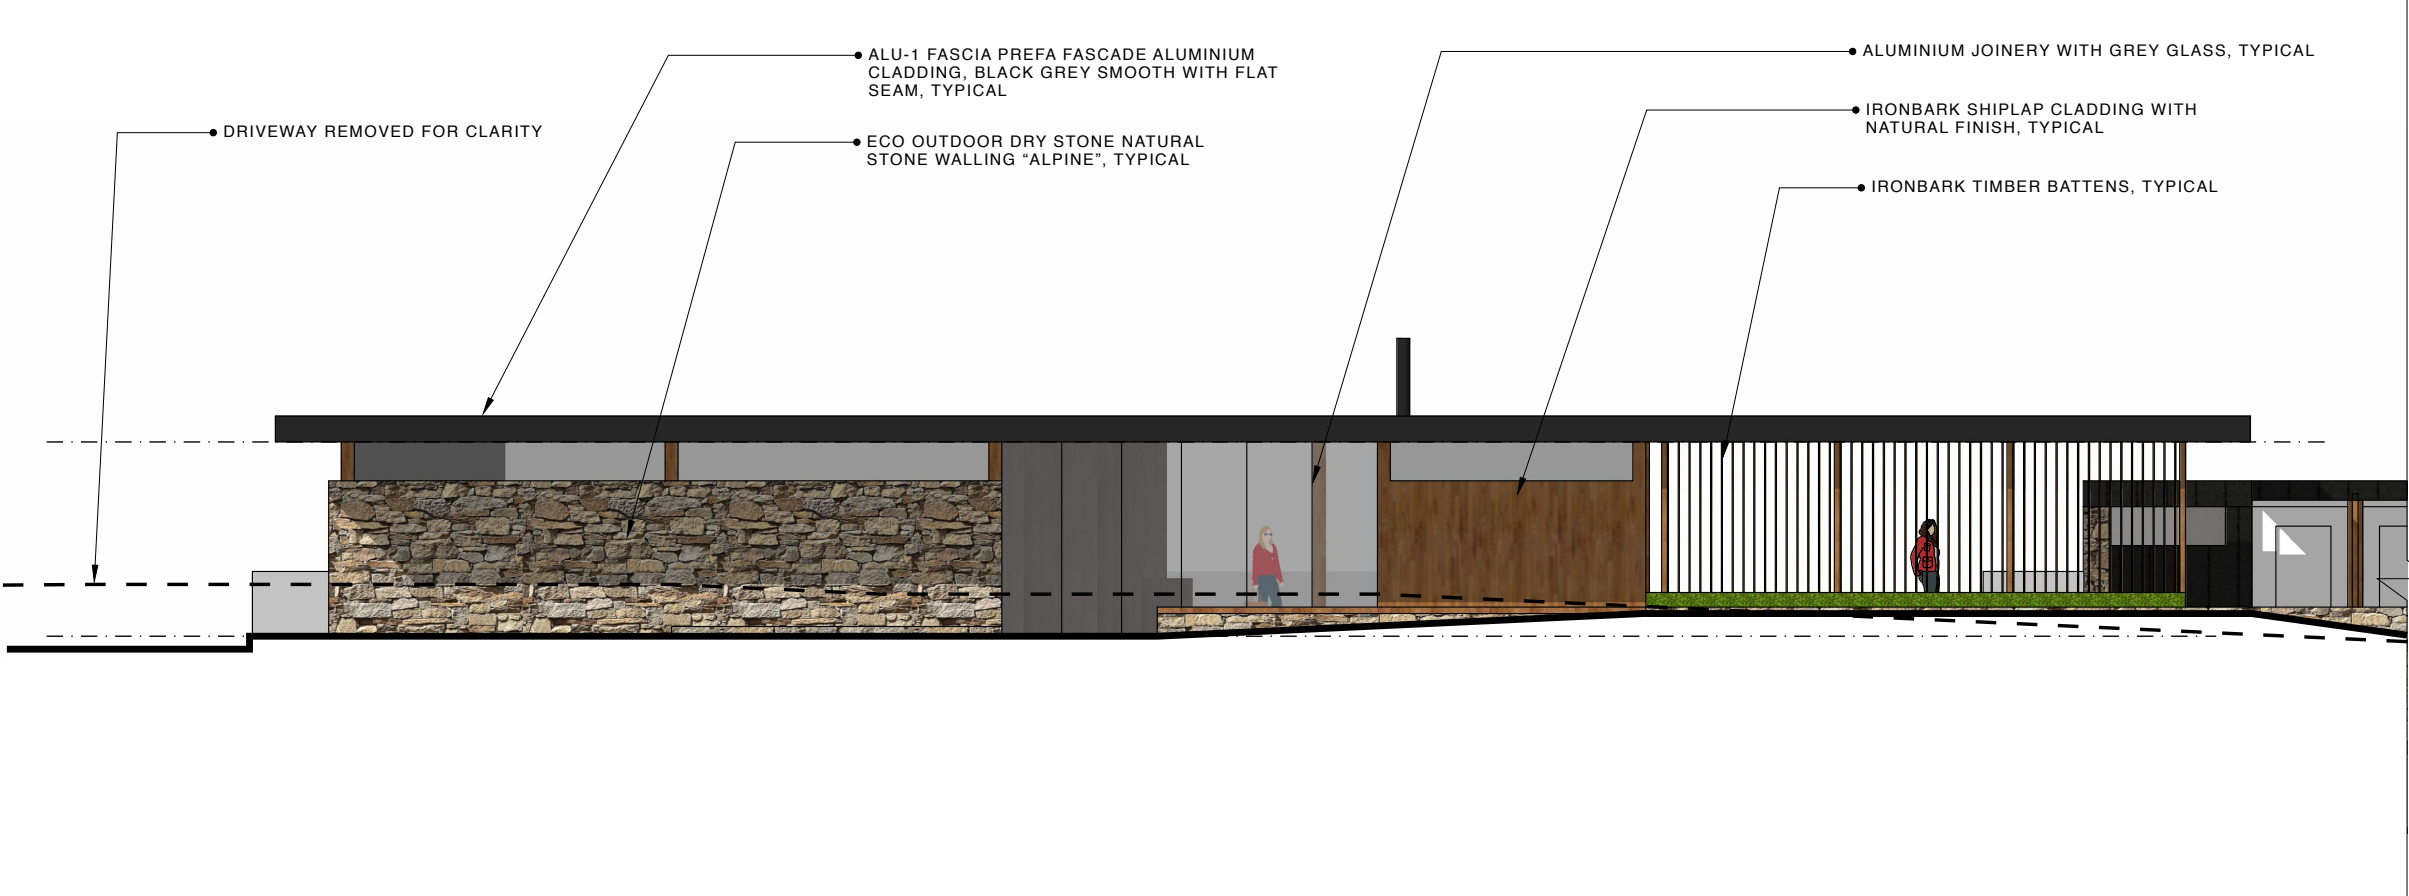 ALU-1 FASCIA PREFA FASCADE ALUMINIUM
CLADDING, BLACK GREY SMOOTH WITH FLAT
SEAM, TYPICAL
ALUMINIUM JOINERY WITH GREY GLASS, TYPICAL
IRONBARK SHIPLAP CLADDING WITH
NATURAL FINISH, TYPICAL
DRIVEWAY REMOVED FOR CLARITY
ECO OUTDOOR DRY STONE NATURAL
STONE WALLING “ALPINE”, TYPICAL
IRONBARK TIMBER BATTENS, TYPICAL